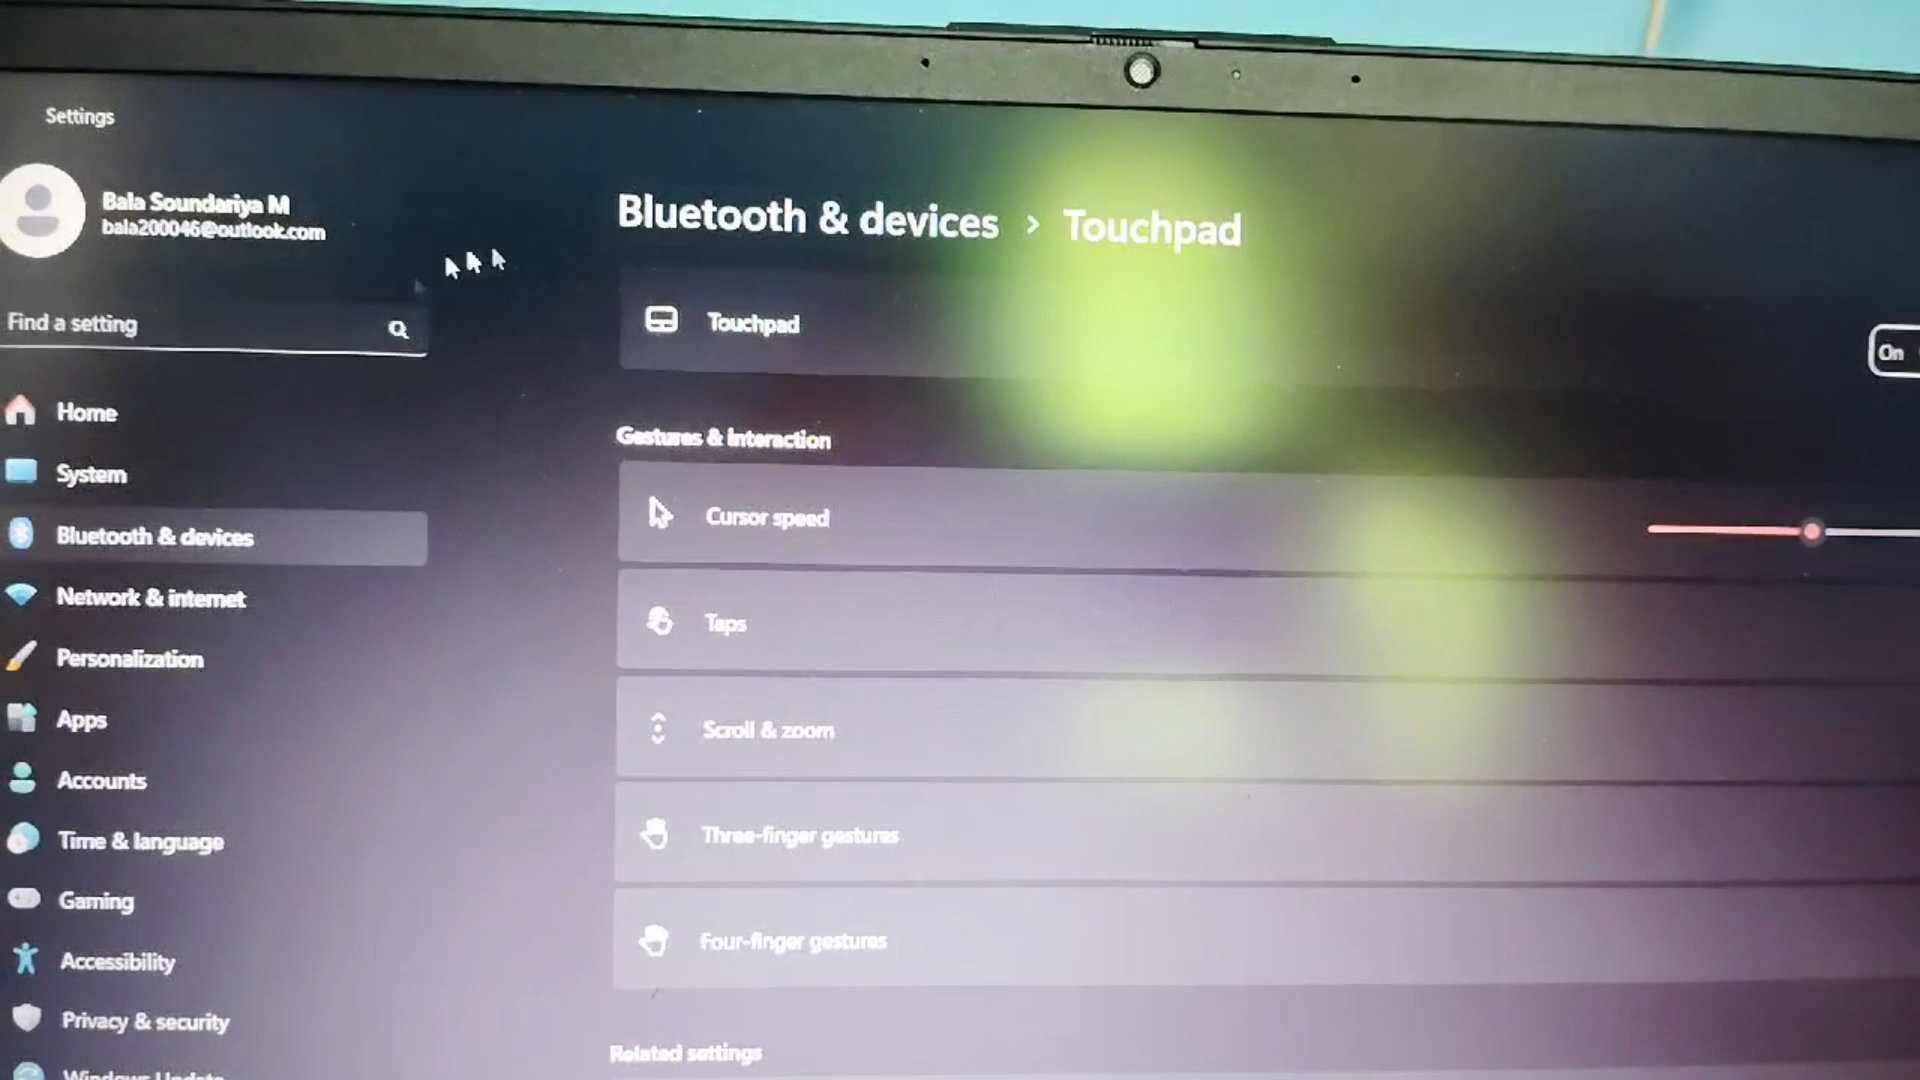 Settings
Bala Soundariya M
bala200046@outlook.com
Find a setting
Home
System
Bluetooth & devices
Network & internet
Personalization
Apps
Accounts
Time & language
Gaming
Accessibility
Privacy & security
Windows Update
Bluetooth & devices > Touchpad
Touchpad
On
Gestures & interaction
Cursor speed
Taps
Scroll & zoom
Three-finger gestures
Four-finger gestures
Related settings